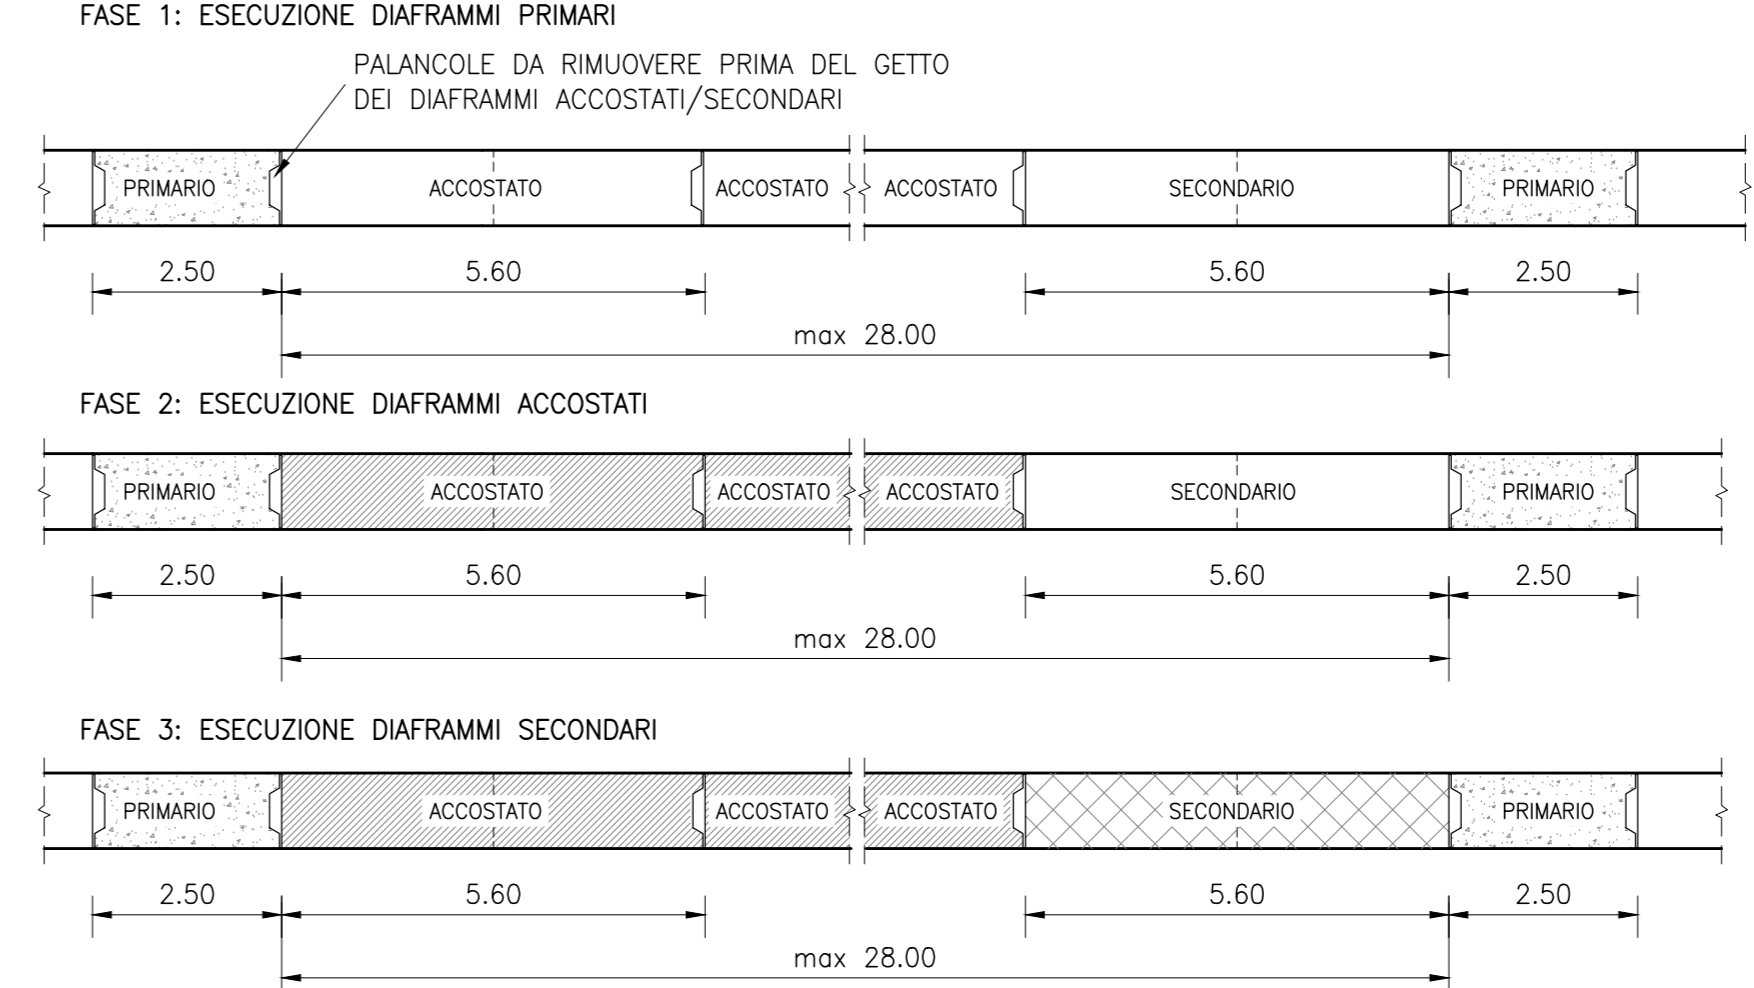 FASE 1: ESECUZIONE DIAFRAMMI PRIMARI
PALANCOLE DA RIMUOVERE PRIMA DEL GETTO
DEI DIAFRAMMI ACCOSTATI/SECONDARI
PRIMARIO ACCOSTATO ACCOSTATO ACCOSTATO SECONDARIO PRIMARIO
2.50 5.60 5.60 2.50
max 28.00
FASE 2: ESECUZIONE DIAFRAMMI ACCOSTATI
PRIMARIO ACCOSTATO ACCOSTATO ACCOSTATO SECONDARIO PRIMARIO
2.50 5.60 5.60 2.50
max 28.00
FASE 3: ESECUZIONE DIAFRAMMI SECONDARI
PRIMARIO ACCOSTATO ACCOSTATO ACCOSTATO SECONDARIO PRIMARIO
2.50 5.60 5.60 2.50
max 28.00